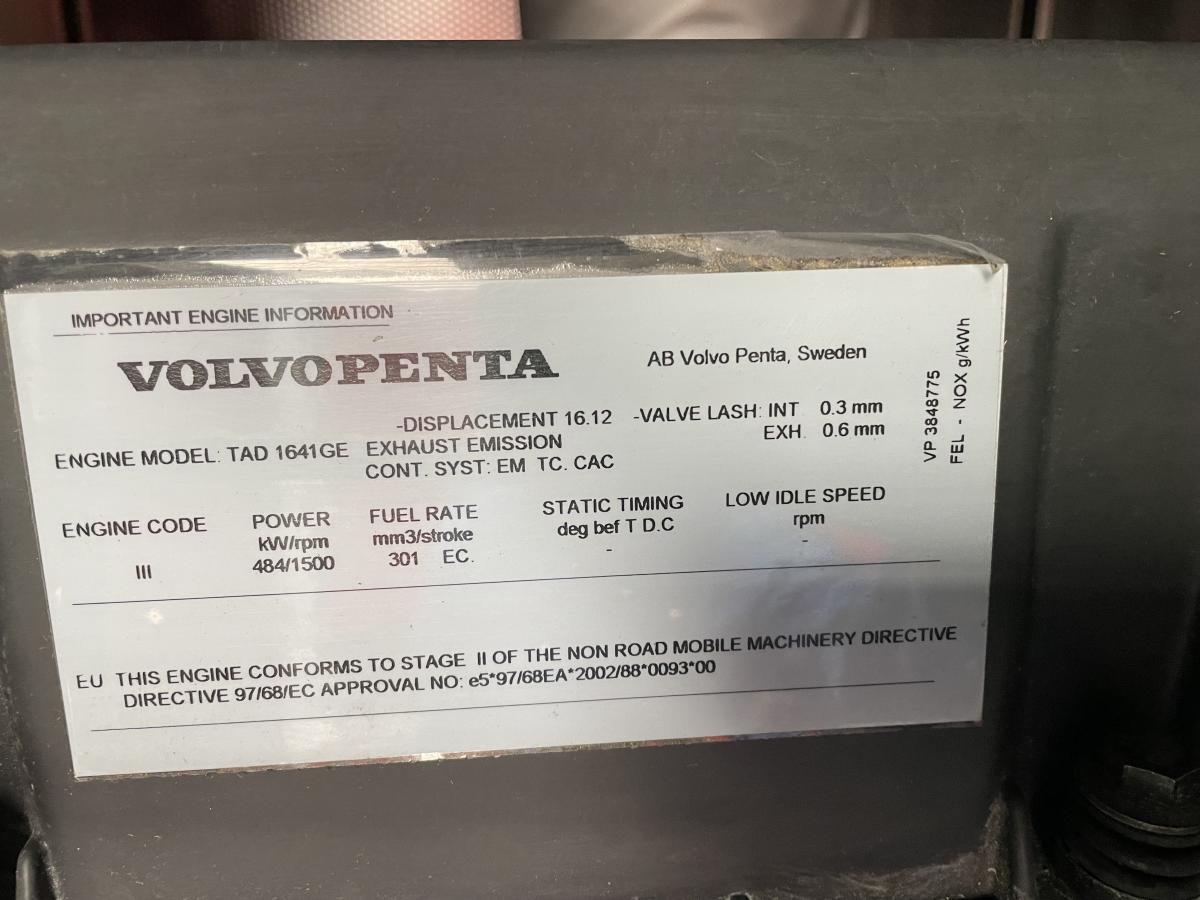 IMPORTANT ENGINE INFORMATION
VOLVO PENTA
AB Volvo Penta, Sweden
-DISPLACEMENT 16.12 -VALVE LASH: INT 0.3 mm
EXH. 0.6 mm
ENGINE MODEL: TAD 1641GE EXHAUST EMISSION
CONT. SYST: EM TC. CAC
ENGINE CODE POWER FUEL RATE STATIC TIMING LOW IDLE SPEED
kW/rpm mm3/stroke deg bef T D.C rpm
III 484/1500 301 EC. - -
EU THIS ENGINE CONFORMS TO STAGE II OF THE NON ROAD MOBILE MACHINERY DIRECTIVE
DIRECTIVE 97/68/EC APPROVAL NO: e5*97/68EA*2002/88*0093*00
VP 3848775
FEL - NOX g/kWh